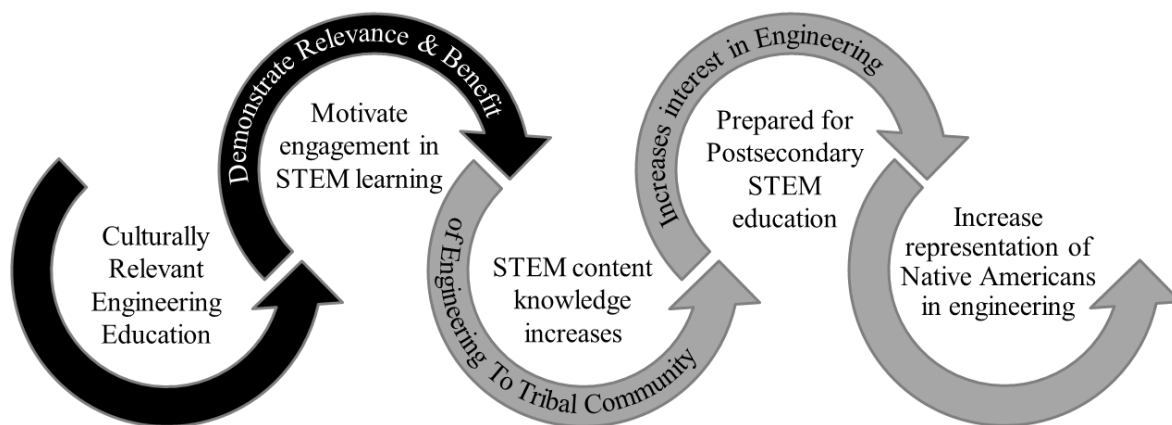 Culturally
Relevant
Engineering
Education
Demonstrate Relevance & Benefit
Motivate
engagement in
STEM learning
of Engineering To Tribal Community
STEM content
knowledge
increases
Increases interest in Engineering
Prepared for
Postsecondary
STEM
education
Increase
representation of
Native Americans
in engineering